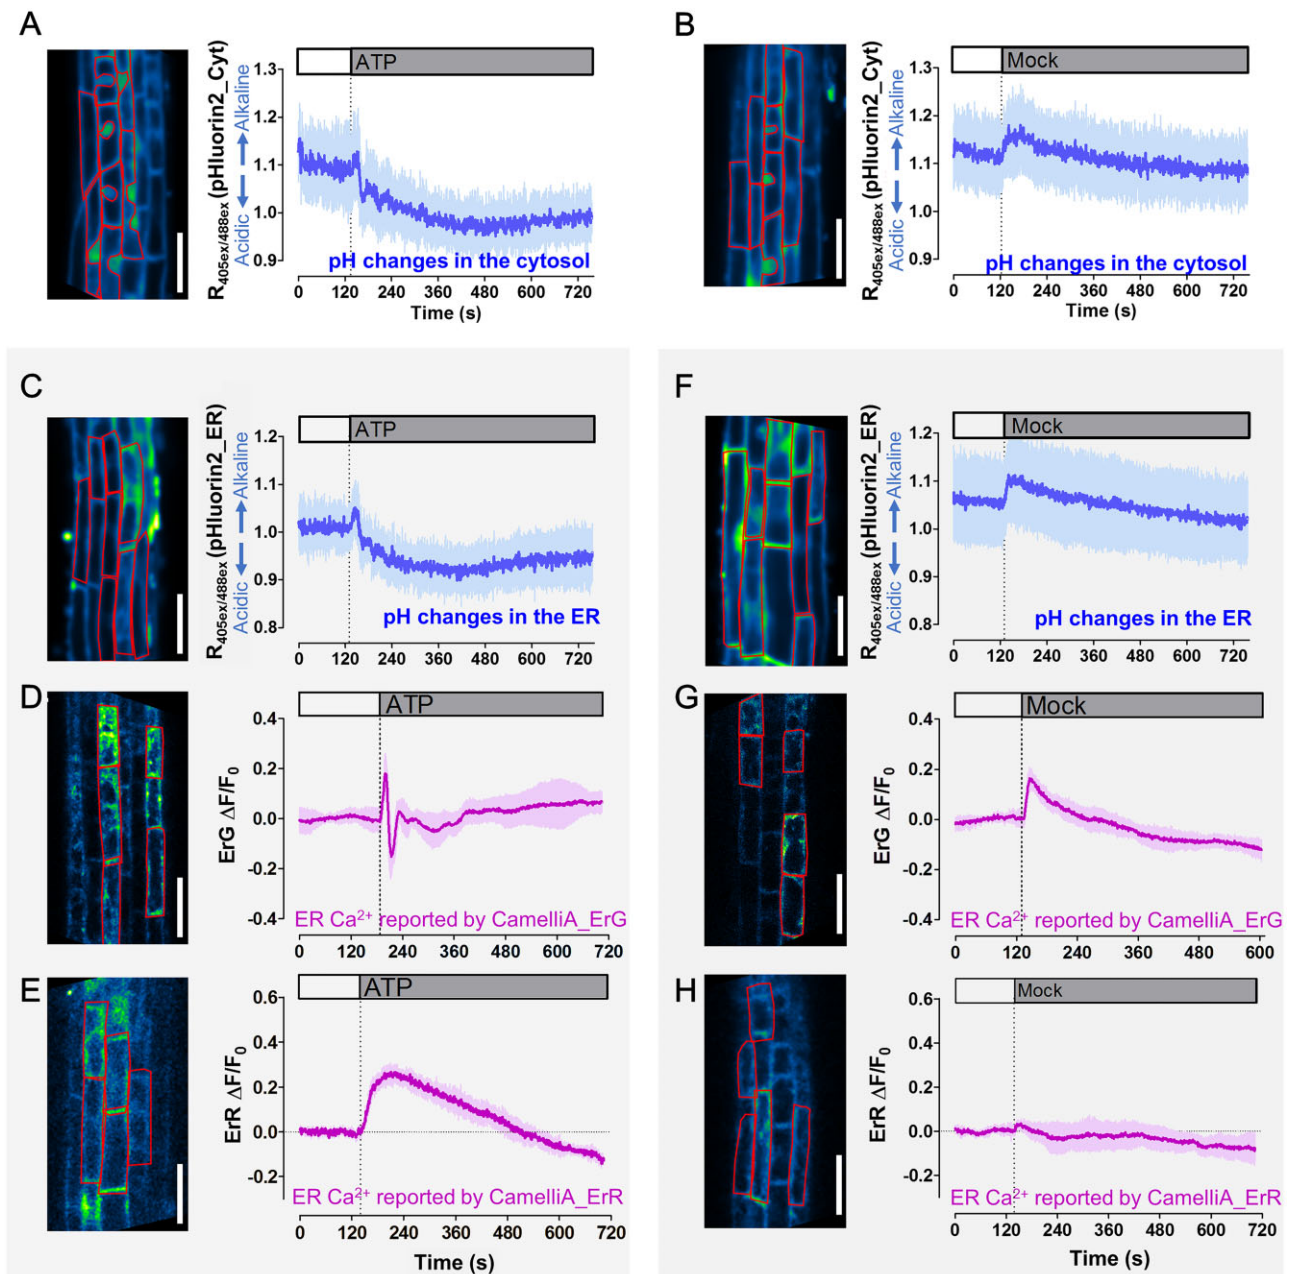 A
R405ex/488ex (pHluorin2_Cyt)
Acidic Alkaline
ATP
1.3
1.2
1.1
1.0
0.9
pH changes in the cytosol
0 120 240 360 480 600 720
Time (s)
B
R405ex/488ex (pHluorin2_Cyt)
Acidic Alkaline
Mock
1.3
1.2
1.1
1.0
0.9
pH changes in the cytosol
0 120 240 360 480 600 720
Time (s)
C
R405ex/488ex (pHluorin2_ER)
Acidic Alkaline
ATP
1.2
1.1
1.0
0.9
0.8
pH changes in the ER
0 120 240 360 480 600 720
F
R405ex/488ex (pHluorin2_ER)
Acidic Alkaline
Mock
1.2
1.1
1.0
0.9
0.8
pH changes in the ER
0 120 240 360 480 600 720
D
ErG ΔF/F0
ATP
0.4
0.2
0.0
-0.2
-0.4
ER Ca2+ reported by CamelliA_ErG
0 120 240 360 480 600 720
G
ErG ΔF/F0
Mock
0.4
0.2
0.0
-0.2
-0.4
ER Ca2+ reported by CamelliA_ErG
0 120 240 360 480 600
E
ErR ΔF/F0
ATP
0.6
0.4
0.2
0.0
-0.2
ER Ca2+ reported by CamelliA_ErR
0 120 240 360 480 600 720
Time (s)
H
ErR ΔF/F0
Mock
0.6
0.4
0.2
0.0
-0.2
ER Ca2+ reported by CamelliA_ErR
0 120 240 360 480 600 720
Time (s)